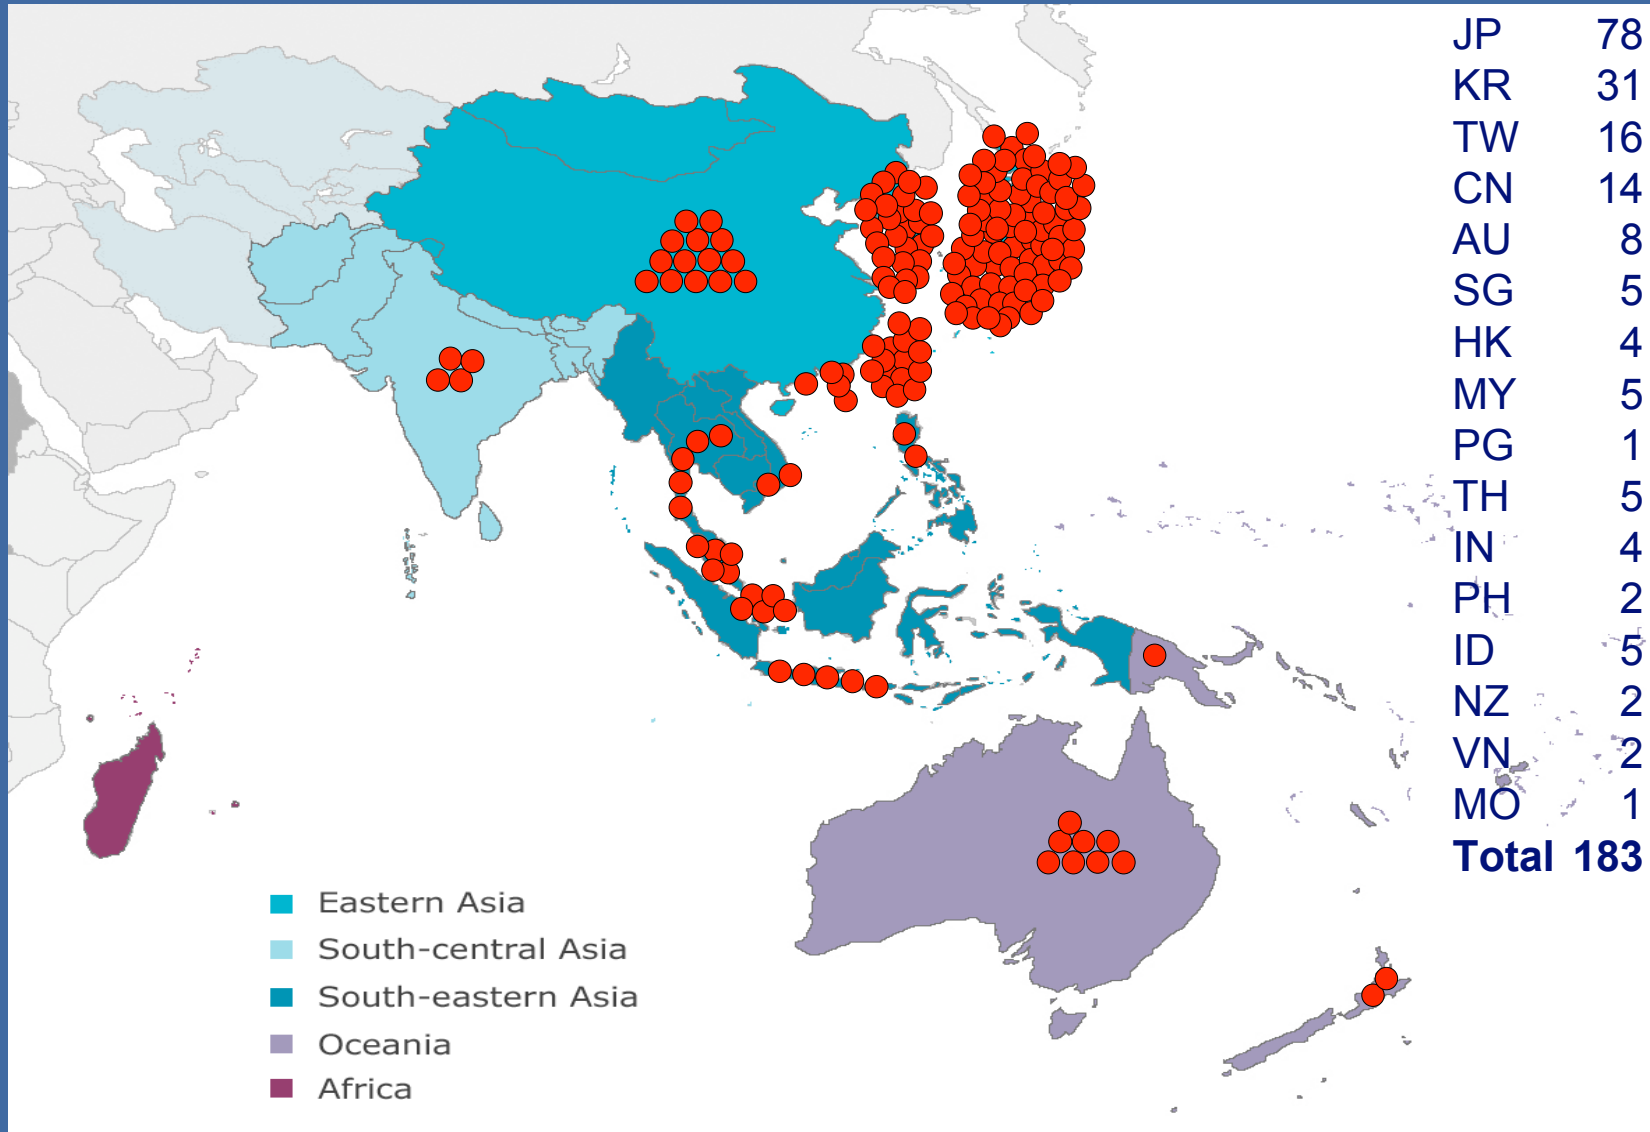 JP 78
KR 31
TW 16
CN 14
AU 8
SG 5
HK 4
MY 5
PG 1
TH 5
IN 4
PH 2
ID 5
NZ 2
VN 2
MO 1
Total 183
Eastern Asia
South-central Asia
South-eastern Asia
Oceania
Africa